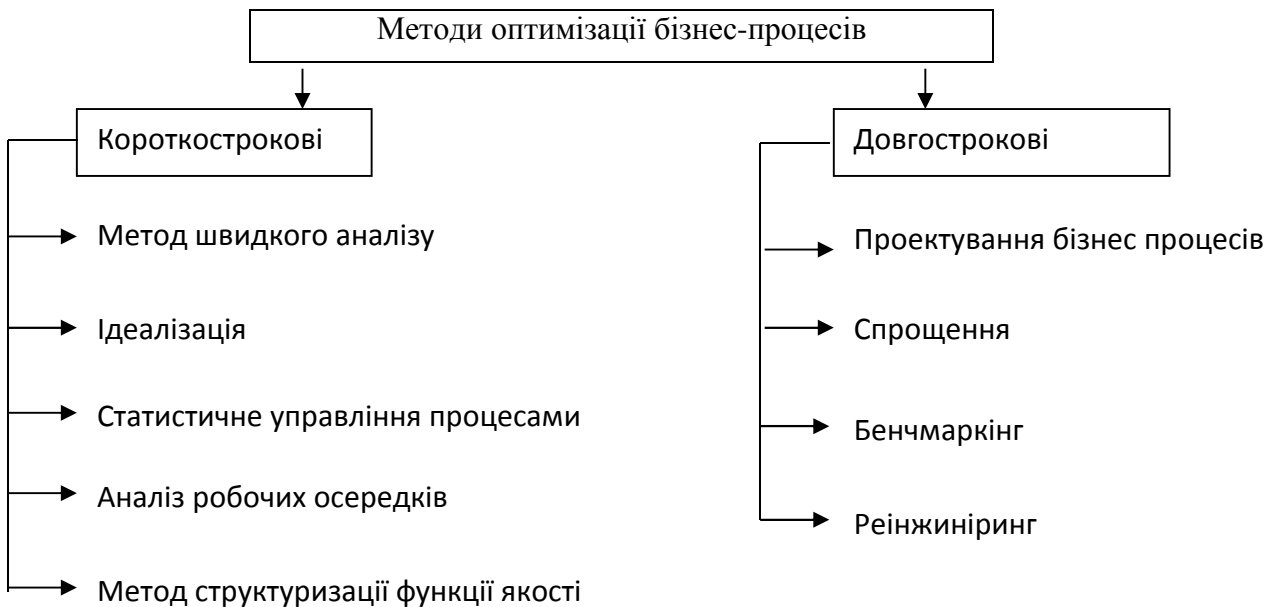 Методи оптимізації бізнес-процесів
Короткострокові
Метод швидкого аналізу
Ідеалізація
Статистичне управління процесами
Аналіз робочих осередків
Метод структуризації функції якості
Довгострокові
Проектування бізнес процесів
Спрощення
Бенчмаркінг
Реінжиніринг